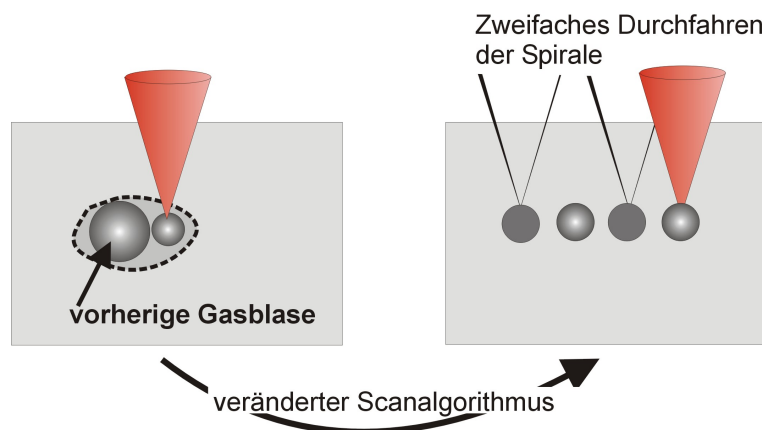 Zweifaches Durchfahren
der Spirale
vorherige Gasblase
veränderter Scanalgorithmus